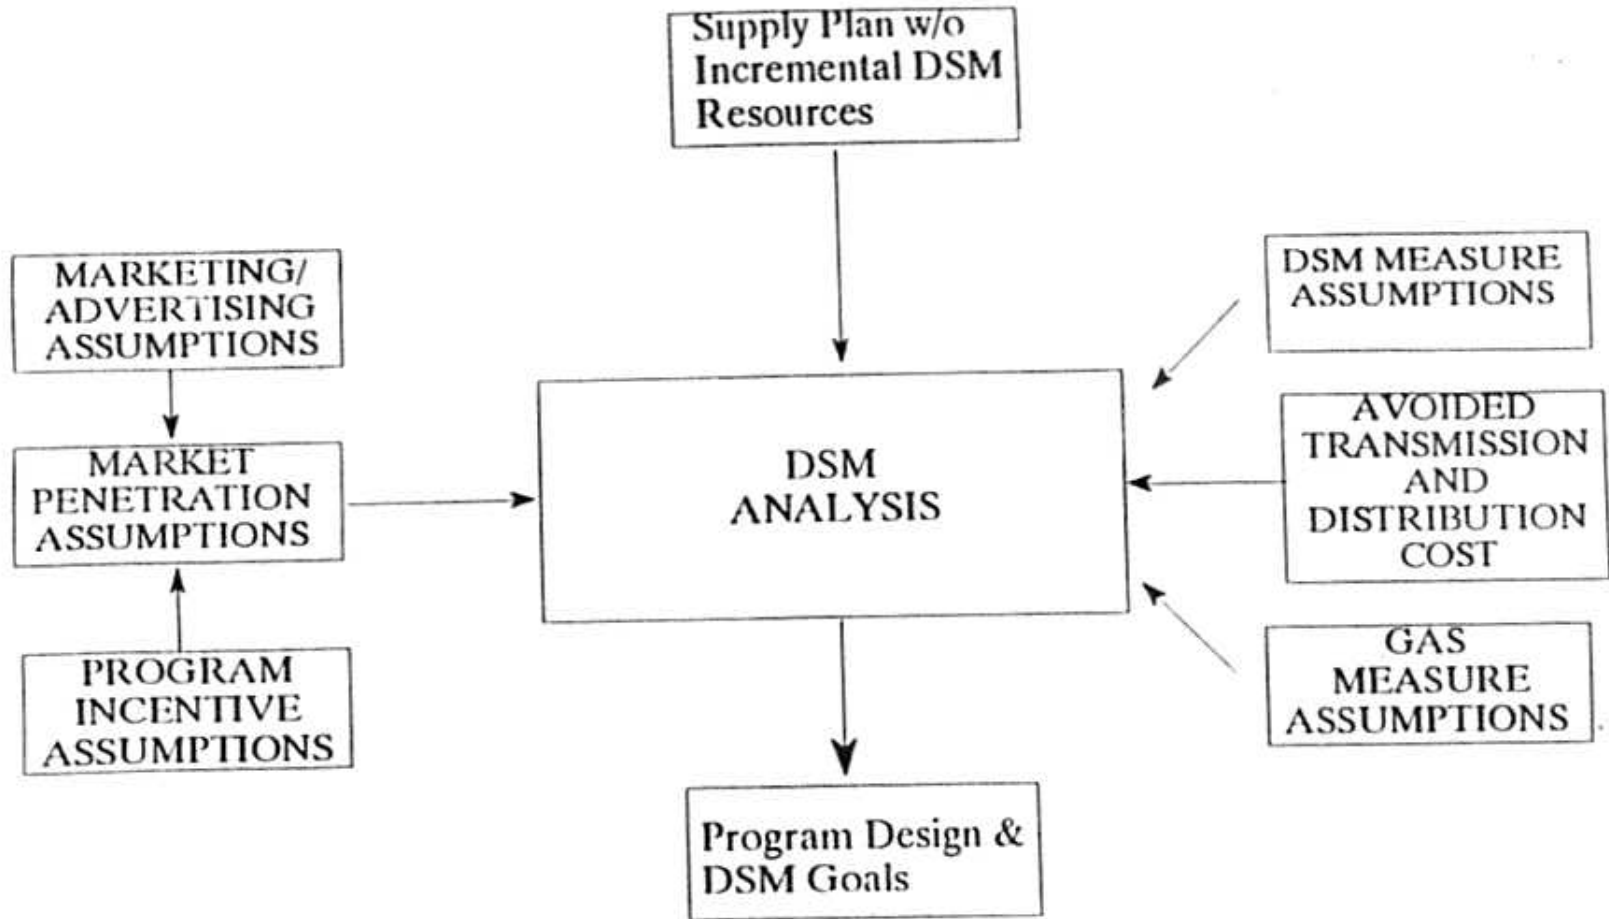 Supply Plan w/o
Incremental DSM
Resources
MARKETING/
ADVERTISING
ASSUMPTIONS
DSM MEASURE
ASSUMPTIONS
MARKET
PENETRATION
ASSUMPTIONS
DSM
ANALYSIS
AVOIDED
TRANSMISSION
AND
DISTRIBUTION
COST
PROGRAM
INCENTIVE
ASSUMPTIONS
GAS
MEASURE
ASSUMPTIONS
Program Design &
DSM Goals